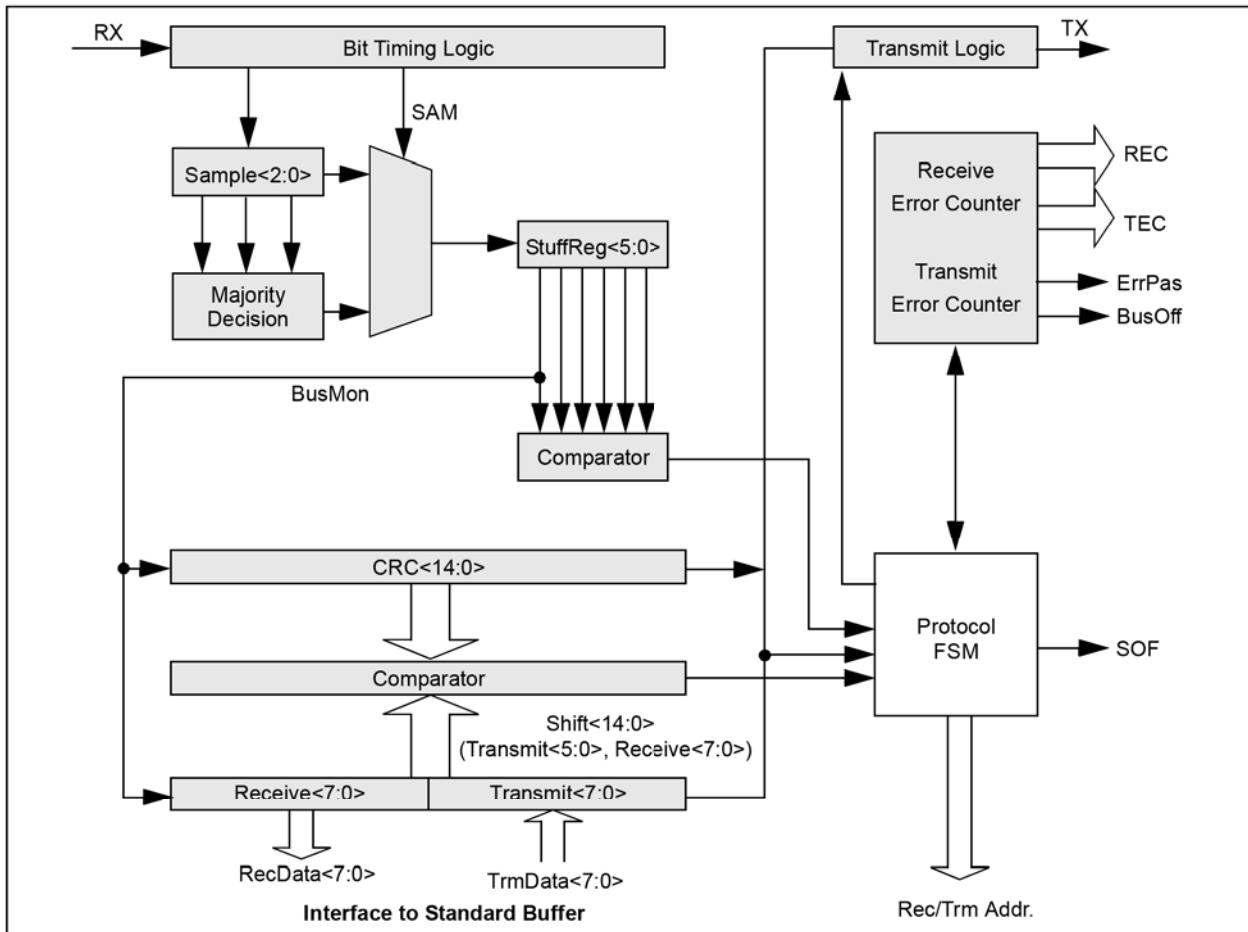 RX
Bit Timing Logic
Transmit Logic
TX
SAM
Sample<2:0>
Receive
Error Counter
REC
TEC
StuffReg<5:0>
Majority
Decision
Transmit
Error Counter
ErrPas
BusOff
BusMon
Comparator
CRC<14:0>
Protocol
FSM
SOF
Comparator
Shift<14:0>
(Transmit<5:0>, Receive<7:0>)
Receive<7:0>
Transmit<7:0>
RecData<7:0>
TrmData<7:0>
Interface to Standard Buffer
Rec/Trm Addr.